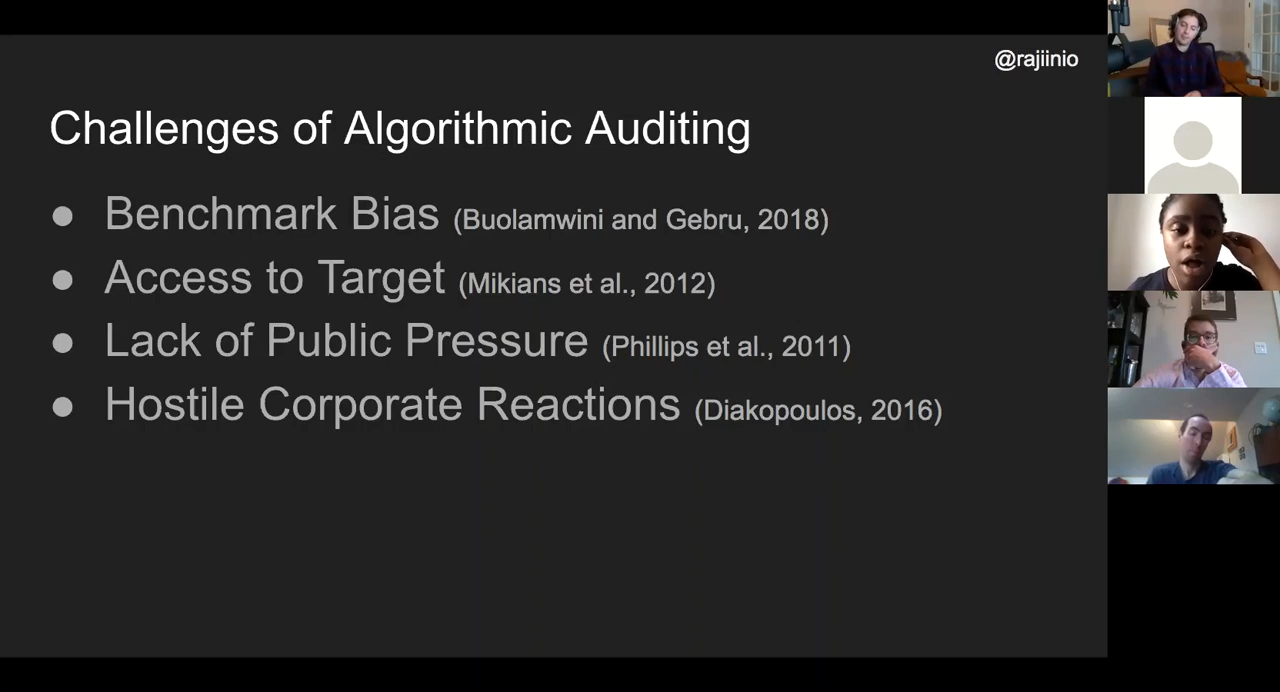 @rajiinio
Challenges of Algorithmic Auditing
● Benchmark Bias (Buolamwini and Gebru, 2018)
● Access to Target (Mikians et al., 2012)
● Lack of Public Pressure (Phillips et al., 2011)
● Hostile Corporate Reactions (Diakopoulos, 2016)